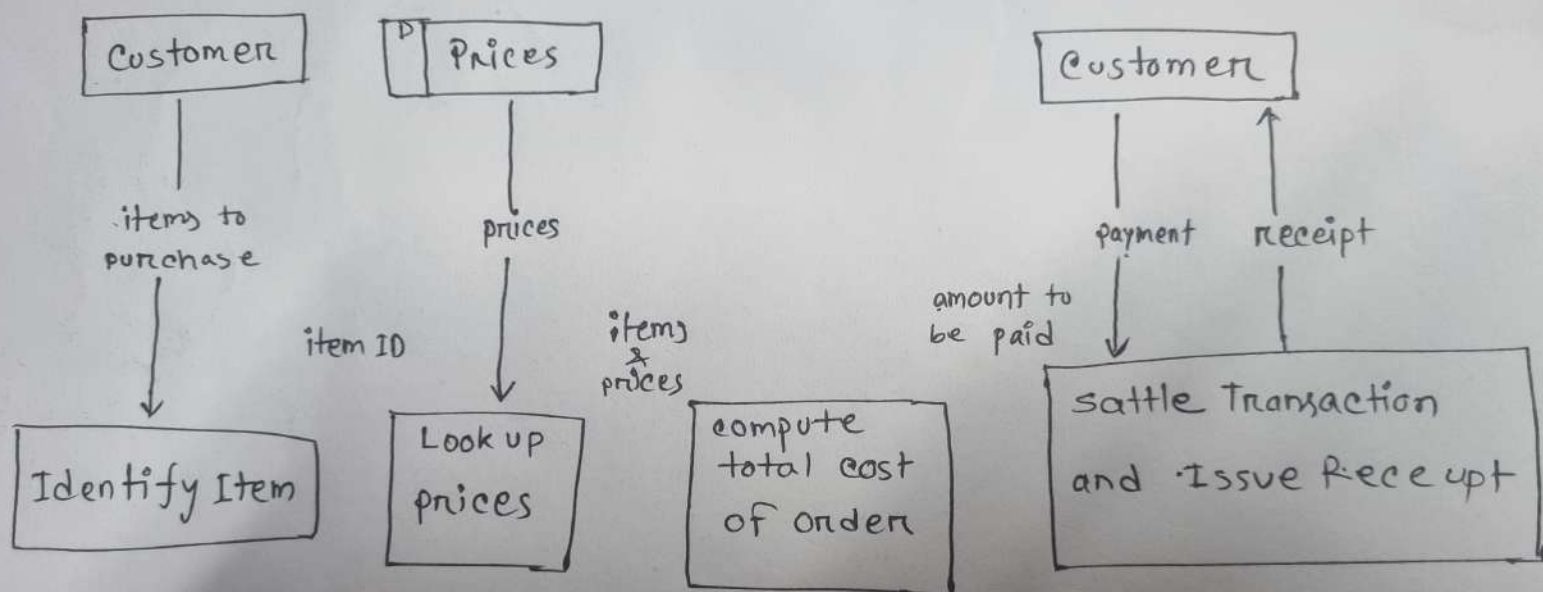 Customer
D
Prices
Customer
items to
purchase
prices
payment
receipt
item ID
items
&
prices
amount to
be paid
Identify Item
Look up
prices
compute
total cost
of order
Sattle Transaction
and Issue Receupt